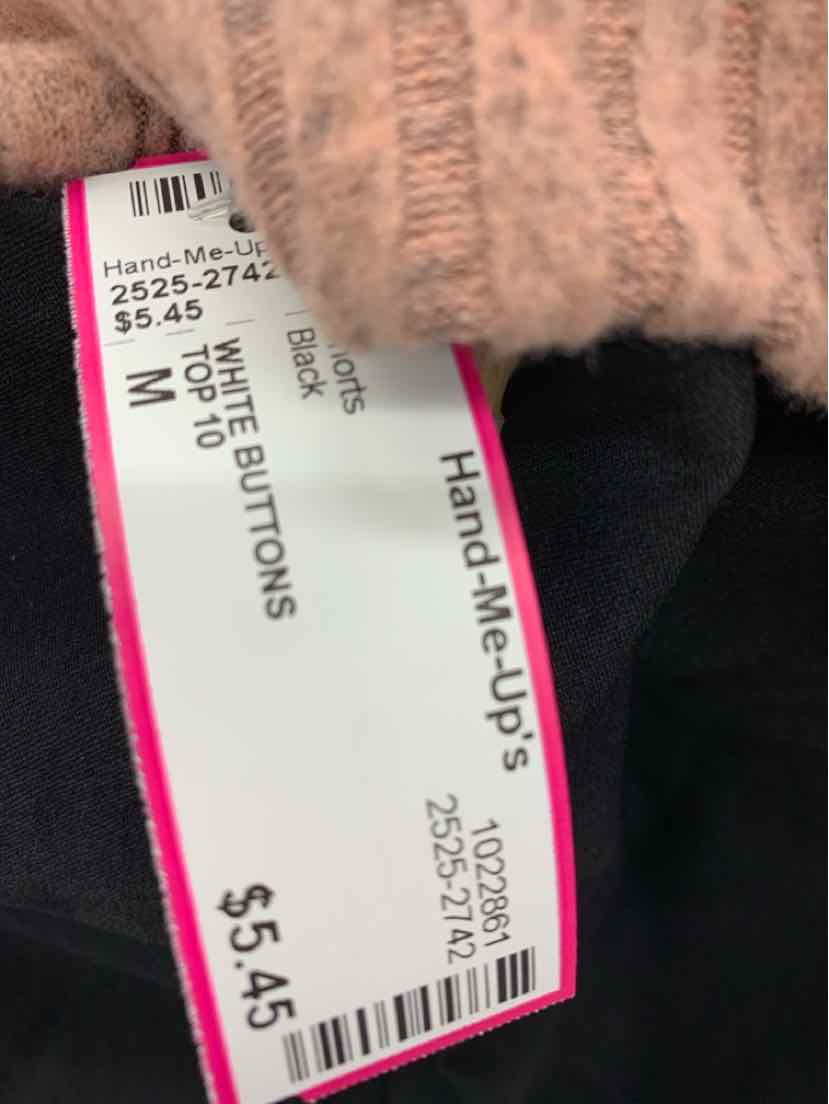 Hand-Me-Up
2525-2742
$5.45
Hand-Me-Up's
1022861
2525-2742
Black
WHITE BUTTONS
TOP 10
M
$5.45